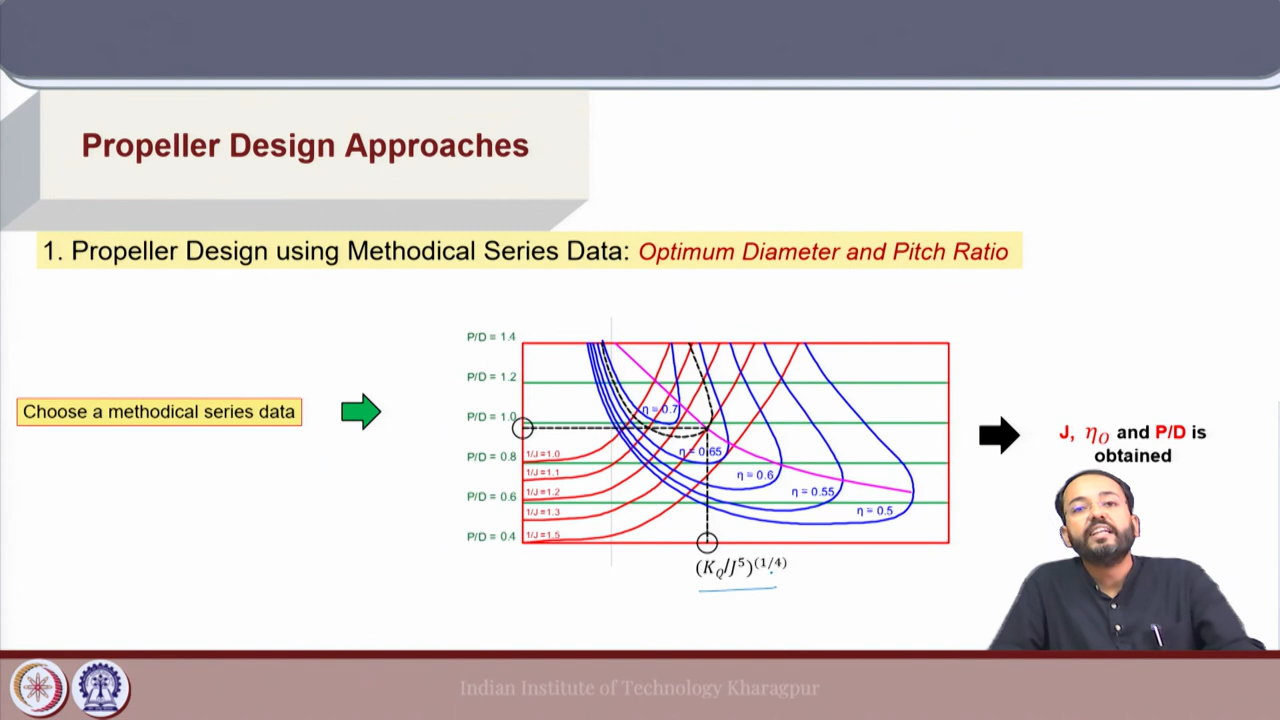 Propeller Design Approaches
1. Propeller Design using Methodical Series Data: Optimum Diameter and Pitch Ratio
Choose a methodical series data
P/D = 1.4
P/D = 1.2
P/D = 1.0
P/D = 0.8
P/D = 0.6
P/D = 0.4
1/J =1.0
1/J =1.1
1/J =1.2
1/J =1.3
1/J =1.5
η = 0.7
η = 0.65
η = 0.6
η = 0.55
η = 0.5
(K_Q/J⁵)^(1/4)
J, η_O and P/D is
obtained
Indian Institute of Technology Kharagpur